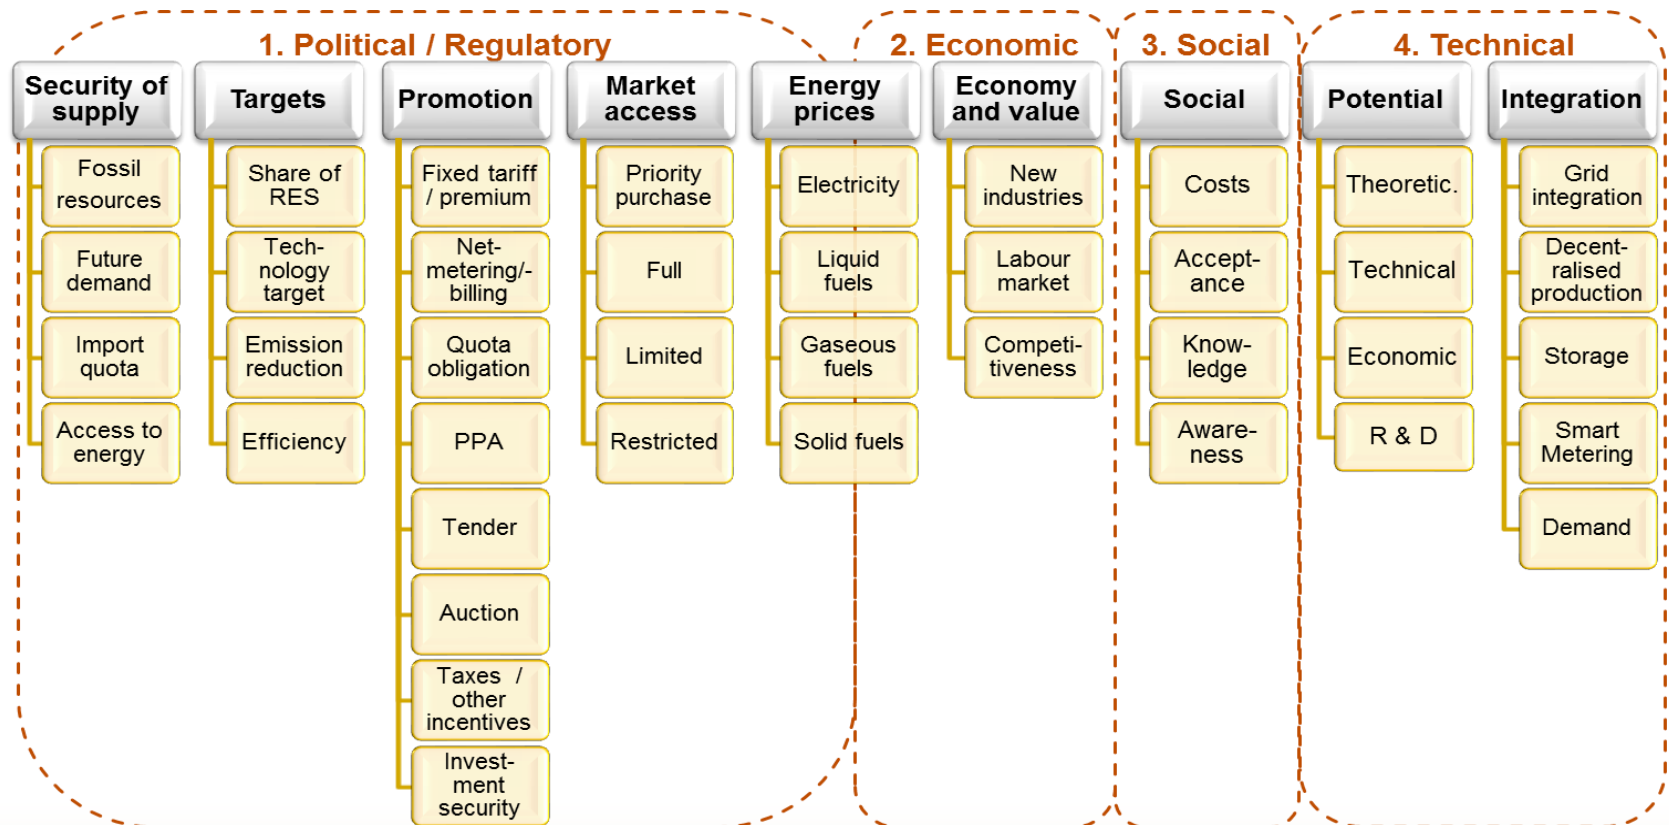 1. Political / Regulatory
2. Economic
3. Social
4. Technical
Security of
supply
Fossil
resources
Future
demand
Import
quota
Access to
energy
Targets
Share of
RES
Tech-
nology
target
Emission
reduction
Efficiency
Promotion
Fixed tariff
/ premium
Net-
metering/-
billing
Quota
obligation
PPA
Tender
Auction
Taxes /
other
incentives
Invest-
ment
security
Market
access
Priority
purchase
Full
Limited
Restricted
Energy
prices
Electricity
Liquid
fuels
Gaseous
fuels
Solid fuels
Economy
and value
New
industries
Labour
market
Competi-
tiveness
Social
Costs
Accept-
ance
Know-
ledge
Aware-
ness
Potential
Theoretic.
Technical
Economic
R & D
Integration
Grid
integration
Decent-
ralised
production
Storage
Smart
Metering
Demand